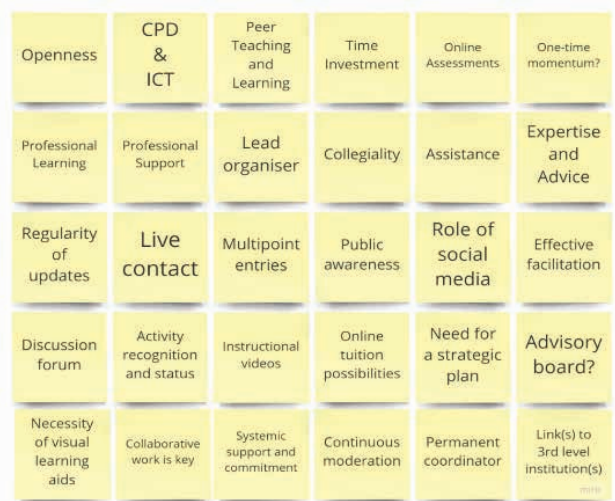 Openness
CPD
&
ICT
Peer
Teaching
and
Learning
Time
Investment
Online
Assessments
One-time
momentum?
Professional
Learning
Professional
Support
Lead
organiser
Collegiality
Assistance
Expertise
and
Advice
Regularity
of
updates
Live
contact
Multipoint
entries
Public
awareness
Role of
social
media
Effective
facilitation
Discussion
forum
Activity
recognition
and status
Instructional
videos
Online
tuition
possibilities
Need for
a strategic
plan
Advisory
board?
Necessity
of visual
learning
aids
Collaborative
work is key
Systemic
support and
commitment
Continuous
moderation
Permanent
coordinator
Link(s) to
3rd level
institution(s)
miro